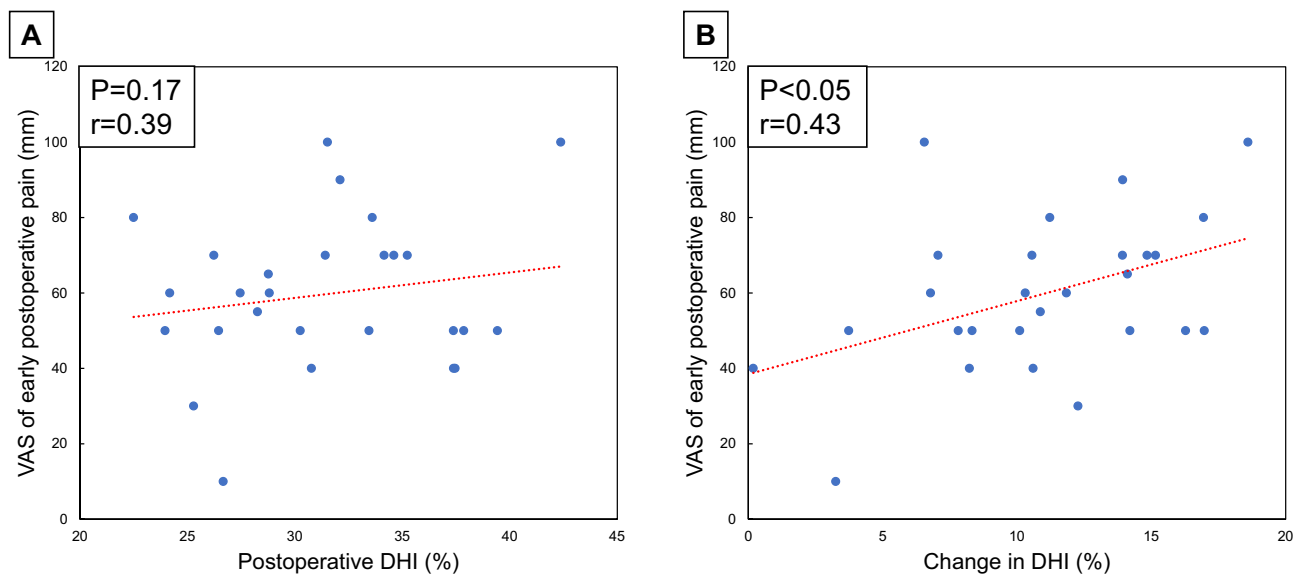 A
P=0.17
r=0.39
VAS of early postoperative pain (mm)
120
100
80
60
40
20
0
20 25 30 35 40 45
Postoperative DHI (%)
B
P<0.05
r=0.43
VAS of early postoperative pain (mm)
120
100
80
60
40
20
0
0 5 10 15 20
Change in DHI (%)